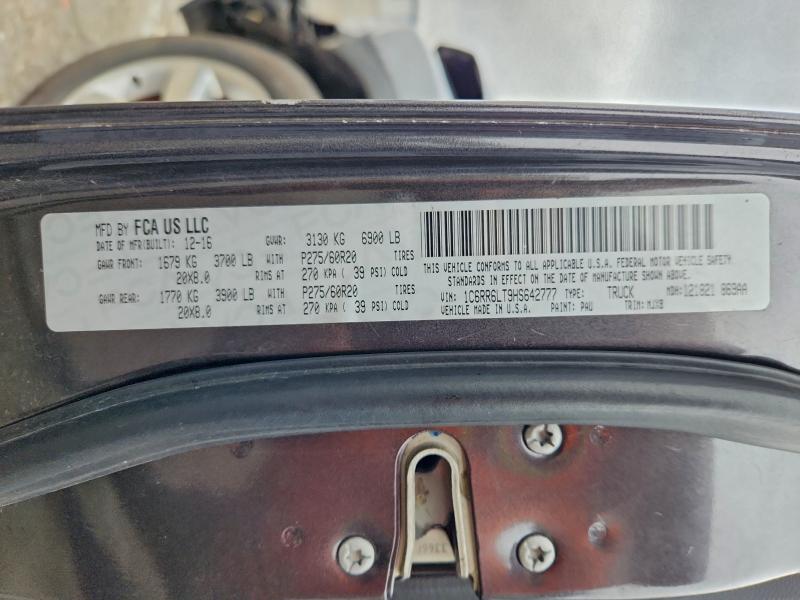 MFD BY FCA US LLC
DATE OF MFR(BUILT): 12-16 GVWR: 3130 KG 6900 LB
GAWR FRONT: 1679 KG 3700 LB WITH P275/60R20 TIRES
20X8.0 RIMS AT 270 KPA ( 39 PSI) COLD
GAWR REAR: 1770 KG 3900 LB WITH P275/60R20 TIRES
20X8.0 RIMS AT 270 KPA ( 39 PSI) COLD
THIS VEHICLE CONFORMS TO ALL APPLICABLE U.S.A. FEDERAL MOTOR VEHICLE SAFETY
STANDARDS IN EFFECT ON THE DATE OF MANUFACTURE SHOWN ABOVE.
VIN: 1C6RR6LT9HS642777 TYPE: TRUCK MDH: 121821 869AA
VEHICLE MADE IN U.S.A. PAINT: PAU TRIM: